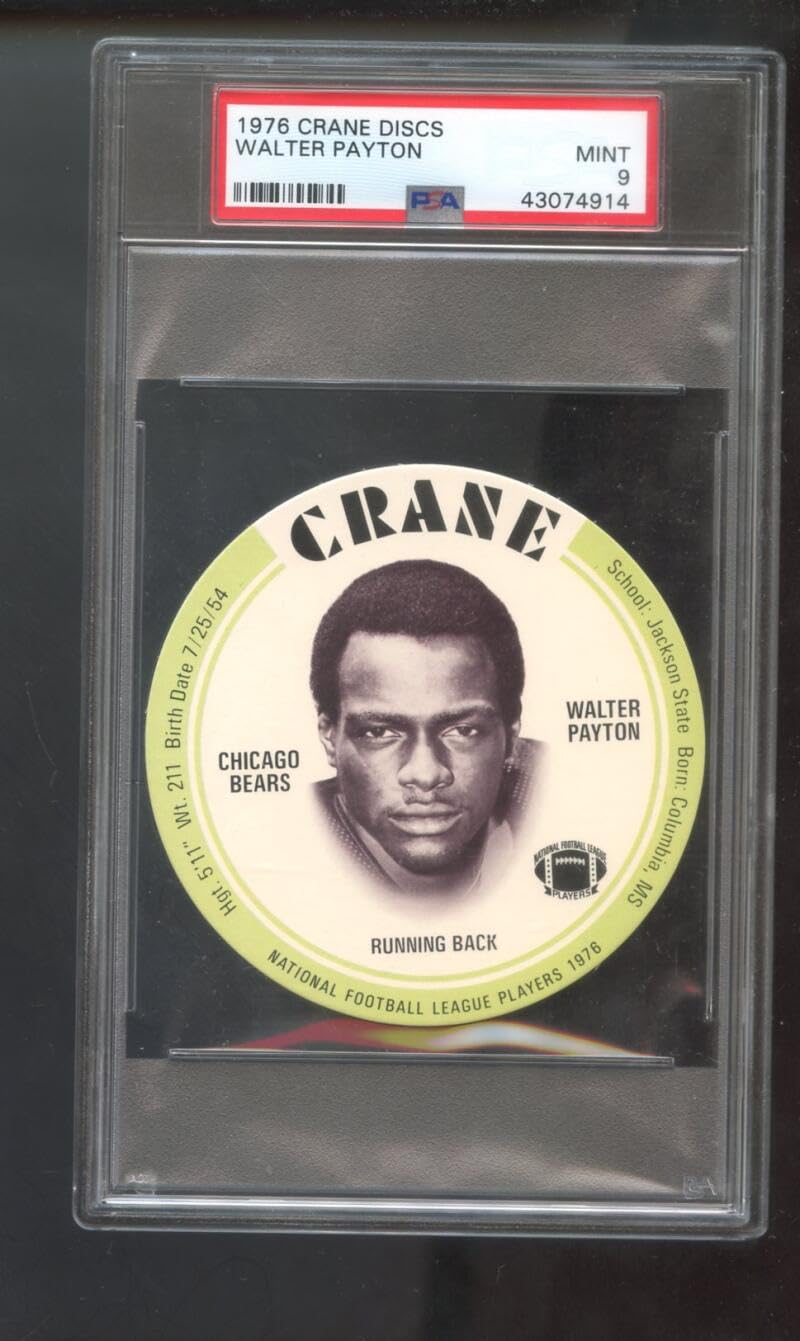 1976 CRANE DISCS
WALTER PAYTON
MINT
9
PSA
43074914
CRANE
Hgt. 5'11" Wt. 211 Birth Date 7/25/54
School: Jackson State Born: Columbia, MS
WALTER
PAYTON
CHICAGO
BEARS
NATIONAL FOOTBALL LEAGUE
PLAYERS
RUNNING BACK
NATIONAL FOOTBALL LEAGUE PLAYERS 1976